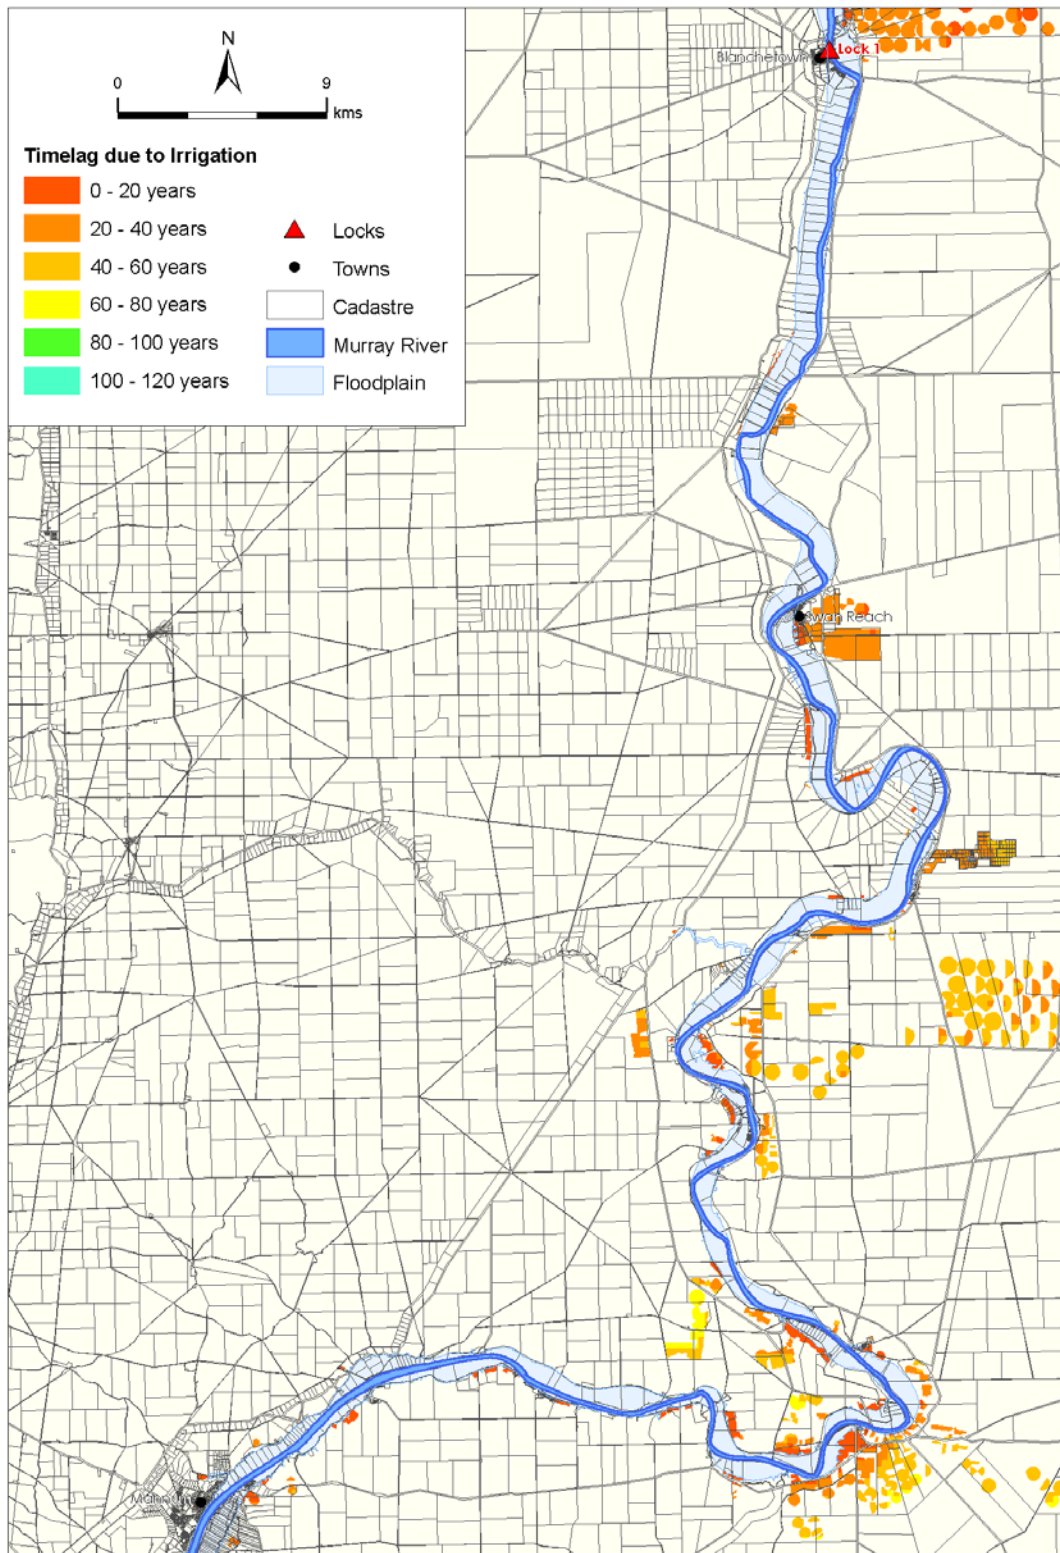 N
0 9
kms
Timelag due to Irrigation
0 - 20 years
20 - 40 years
40 - 60 years
60 - 80 years
80 - 100 years
100 - 120 years
Locks
Towns
Cadastre
Murray River
Floodplain
Lock 1
Blanchetown
Swan Reach